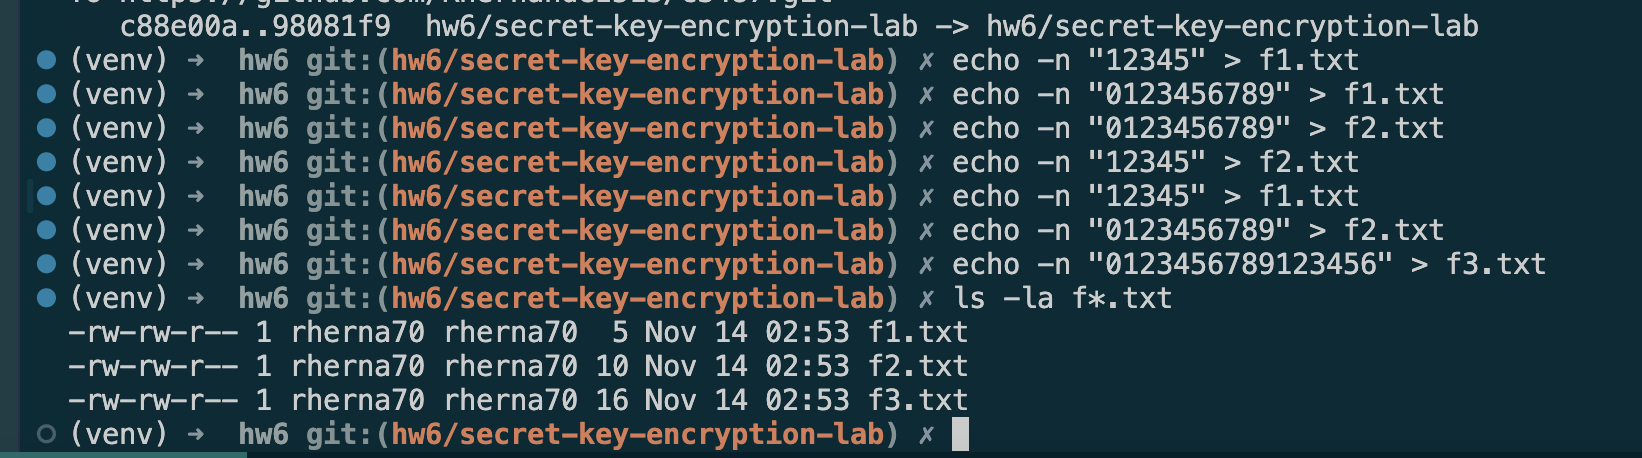 c88e00a..98081f9  hw6/secret-key-encryption-lab -> hw6/secret-key-encryption-lab
(venv) ➜  hw6 git:(hw6/secret-key-encryption-lab) ✗ echo -n "12345" > f1.txt
(venv) ➜  hw6 git:(hw6/secret-key-encryption-lab) ✗ echo -n "0123456789" > f1.txt
(venv) ➜  hw6 git:(hw6/secret-key-encryption-lab) ✗ echo -n "0123456789" > f2.txt
(venv) ➜  hw6 git:(hw6/secret-key-encryption-lab) ✗ echo -n "12345" > f2.txt
(venv) ➜  hw6 git:(hw6/secret-key-encryption-lab) ✗ echo -n "12345" > f1.txt
(venv) ➜  hw6 git:(hw6/secret-key-encryption-lab) ✗ echo -n "0123456789" > f2.txt
(venv) ➜  hw6 git:(hw6/secret-key-encryption-lab) ✗ echo -n "0123456789123456" > f3.txt
(venv) ➜  hw6 git:(hw6/secret-key-encryption-lab) ✗ ls -la f*.txt
-rw-rw-r-- 1 rherna70 rherna70  5 Nov 14 02:53 f1.txt
-rw-rw-r-- 1 rherna70 rherna70 10 Nov 14 02:53 f2.txt
-rw-rw-r-- 1 rherna70 rherna70 16 Nov 14 02:53 f3.txt
(venv) ➜  hw6 git:(hw6/secret-key-encryption-lab) ✗